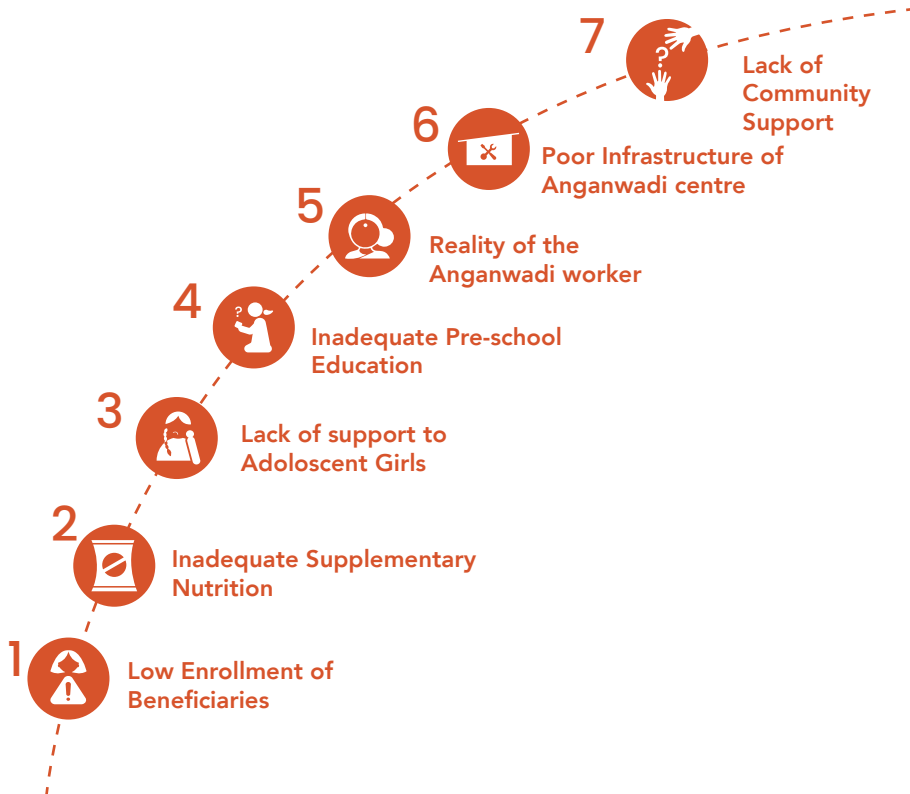 7
?
Lack of
Community
Support
6
Poor Infrastructure of
Anganwadi centre
5
Reality of the
Anganwadi worker
4
?
Inadequate Pre-school
Education
3
Lack of support to
Adoloscent Girls
2
Inadequate Supplementary
Nutrition
1
!
Low Enrollment of
Beneficiaries